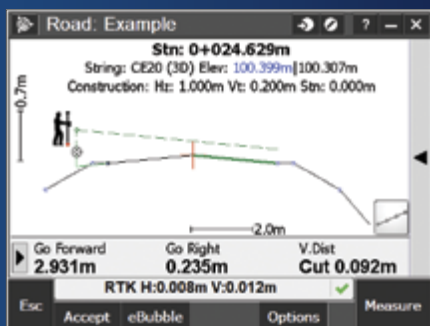 Road: Example
? — ×
Stn: 0+024.629m
String: CE20 (3D) Elev: 100.399m|100.307m
Construction: Hz: 1.000m Vt: 0.200m Stn: 0.000m
0.7m
2.0m
Go Forward Go Right V.Dist
2.931m 0.235m Cut 0.092m
RTK H:0.008m V:0.012m
Esc Accept eBubble Options Measure